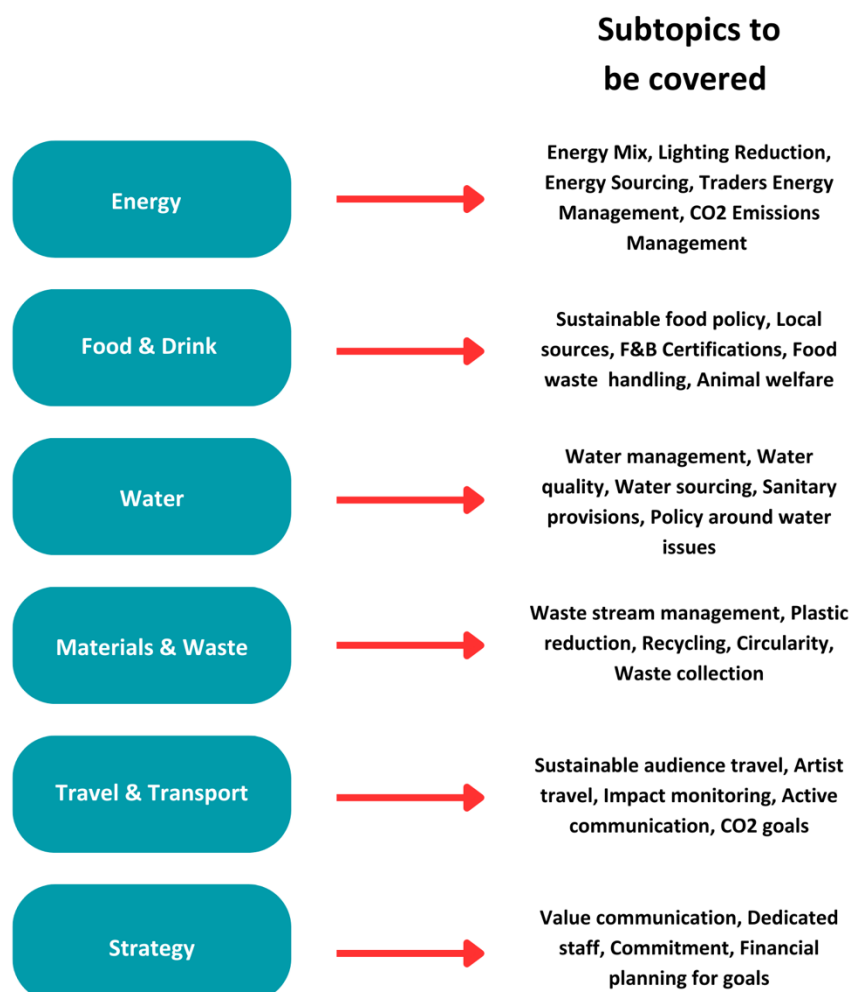 Subtopics to
be covered
Energy
Energy Mix, Lighting Reduction,
Energy Sourcing, Traders Energy
Management, CO2 Emissions
Management
Food & Drink
Sustainable food policy, Local
sources, F&B Certifications, Food
waste  handling, Animal welfare
Water
Water management, Water
quality, Water sourcing, Sanitary
provisions, Policy around water
issues
Materials & Waste
Waste stream management, Plastic
reduction, Recycling, Circularity,
Waste collection
Travel & Transport
Sustainable audience travel, Artist
travel, Impact monitoring, Active
communication, CO2 goals
Strategy
Value communication, Dedicated
staff, Commitment, Financial
planning for goals